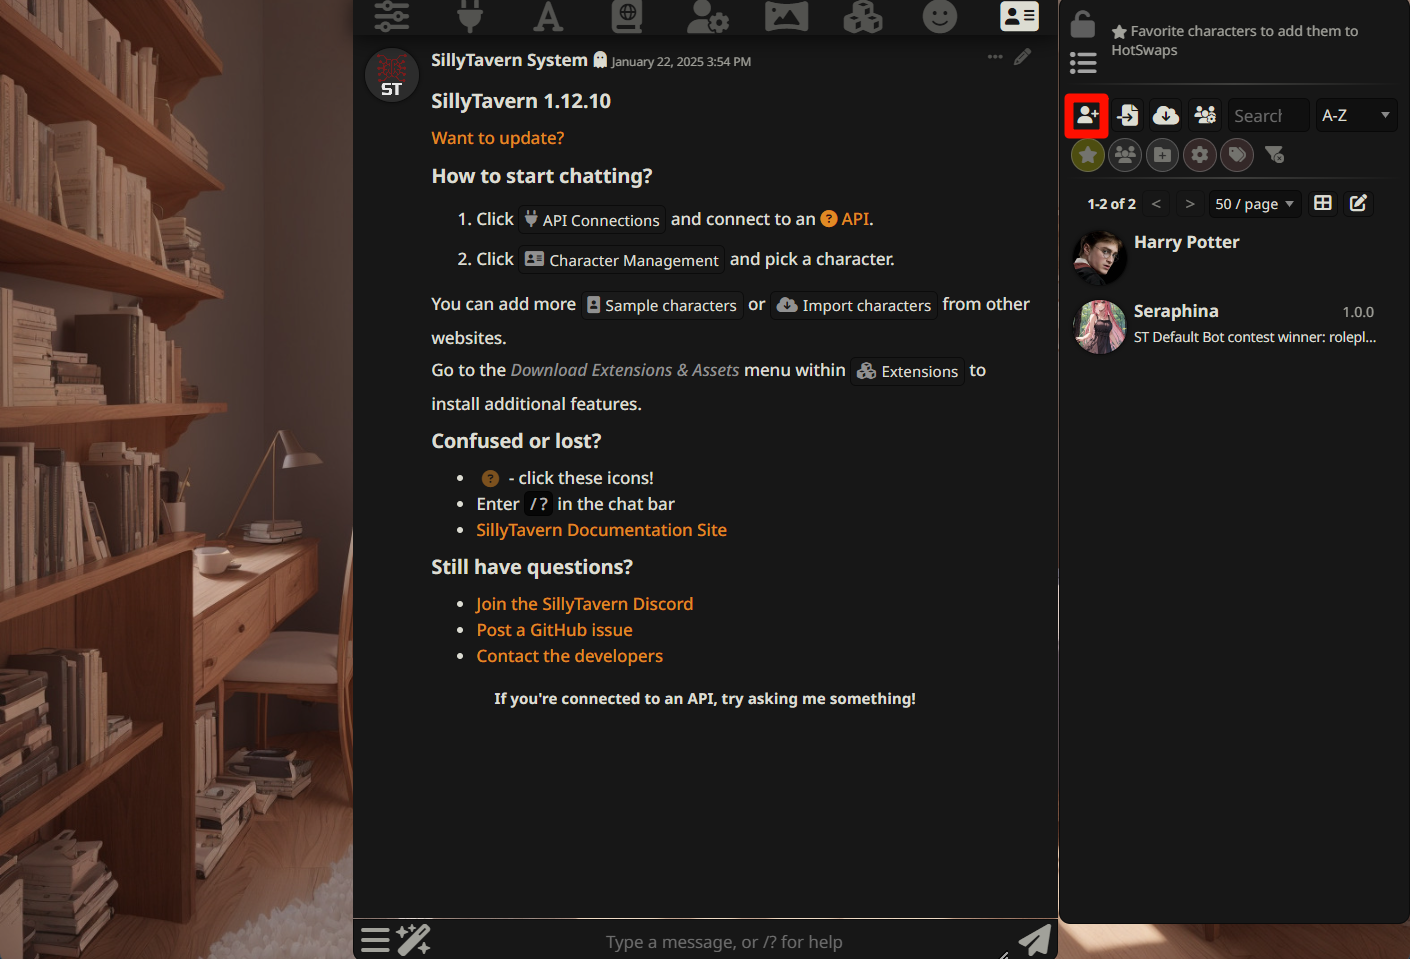 SillyTavern System January 22, 2025 3:54 PM
ST
SillyTavern 1.12.10
Want to update?
How to start chatting?
1. Click API Connections and connect to an ? API.
2. Click Character Management and pick a character.
You can add more Sample characters or Import characters from other
websites.
Go to the Download Extensions & Assets menu within Extensions to
install additional features.
Confused or lost?
• ? - click these icons!
• Enter /? in the chat bar
• SillyTavern Documentation Site
Still have questions?
• Join the SillyTavern Discord
• Post a GitHub issue
• Contact the developers
If you're connected to an API, try asking me something!
Type a message, or /? for help
Favorite characters to add them to
HotSwaps
Search A-Z
1-2 of 2 < > 50 / page
Harry Potter
Seraphina 1.0.0
ST Default Bot contest winner: rolepl...